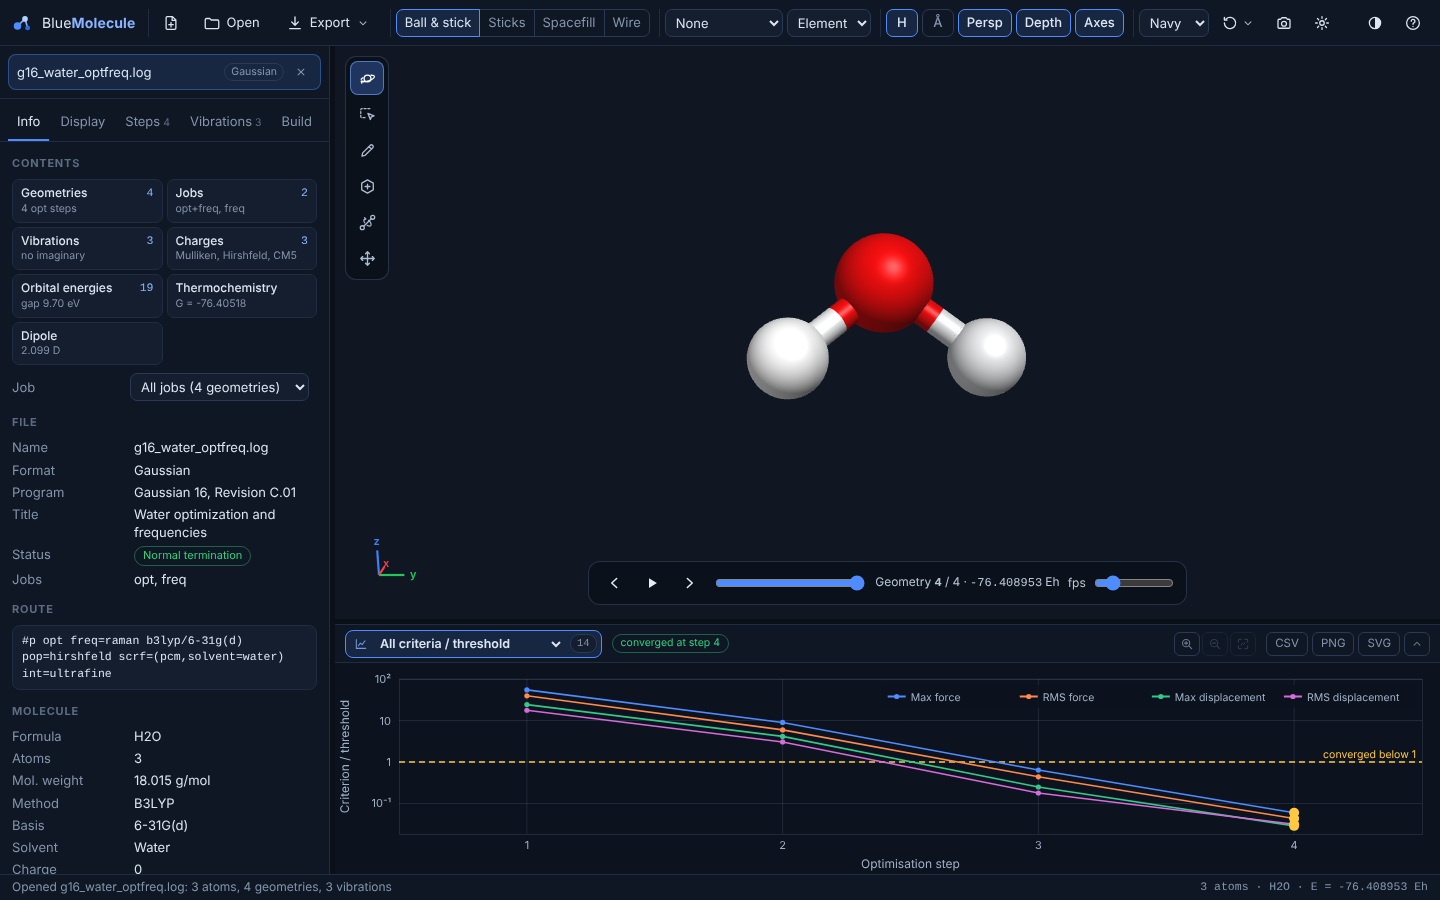 BlueMolecule
Open
Export
Ball & stick
Sticks
Spacefill
Wire
None
Element
H
Å
Persp
Depth
Axes
Navy
g16_water_optfreq.log
Gaussian
Info
Display
Steps 4
Vibrations 3
Build
CONTENTS
Geometries 4
4 opt steps
Jobs 2
opt+freq, freq
Vibrations 3
no imaginary
Charges 3
Mulliken, Hirshfeld, CM5
Orbital energies 19
gap 9.70 eV
Thermochemistry
G = -76.40518
Dipole
2.099 D
Job All jobs (4 geometries)
FILE
Name g16_water_optfreq.log
Format Gaussian
Program Gaussian 16, Revision C.01
Title Water optimization and
frequencies
Status Normal termination
Jobs opt, freq
ROUTE
#p opt freq=raman b3lyp/6-31g(d)
pop=hirshfeld scrf=(pcm,solvent=water)
int=ultrafine
MOLECULE
Formula H2O
Atoms 3
Mol. weight 18.015 g/mol
Method B3LYP
Basis 6-31G(d)
Solvent Water
Charge 0
z
x
y
Geometry 4 / 4 · -76.408953 Eh fps
All criteria / threshold 14
converged at step 4
CSV
PNG
SVG
Criterion / threshold
10²
10
1
10⁻¹
Max force
RMS force
Max displacement
RMS displacement
converged below 1
1
2
3
4
Optimisation step
Opened g16_water_optfreq.log: 3 atoms, 4 geometries, 3 vibrations
3 atoms · H2O · E = -76.408953 Eh